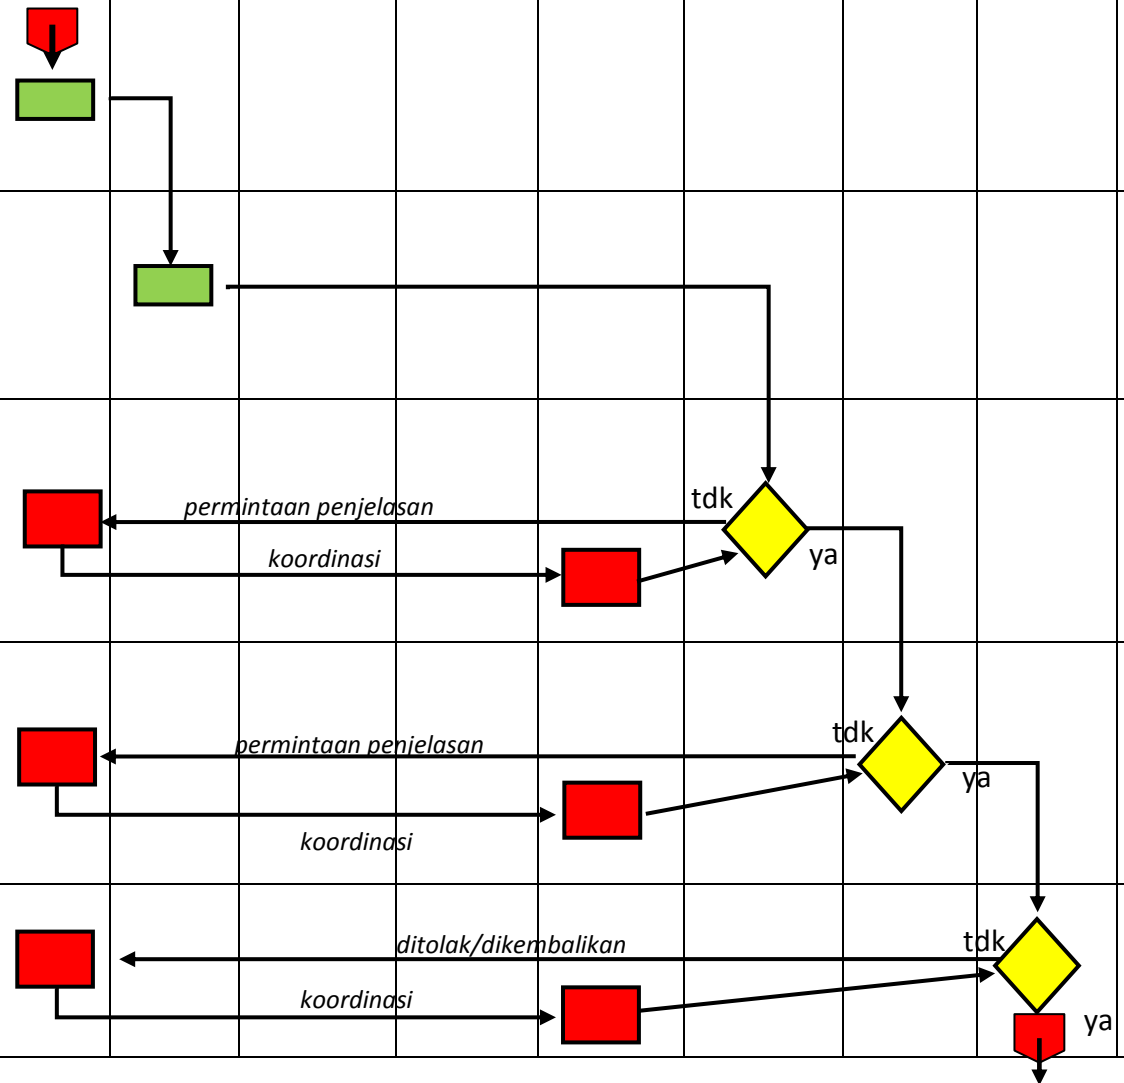 tdk
permintaan penjelasan
koordinasi
ya
tdk
permintaan penjelasan
ya
koordinasi
tdk
ditolak/dikembalikan
koordinasi
ya